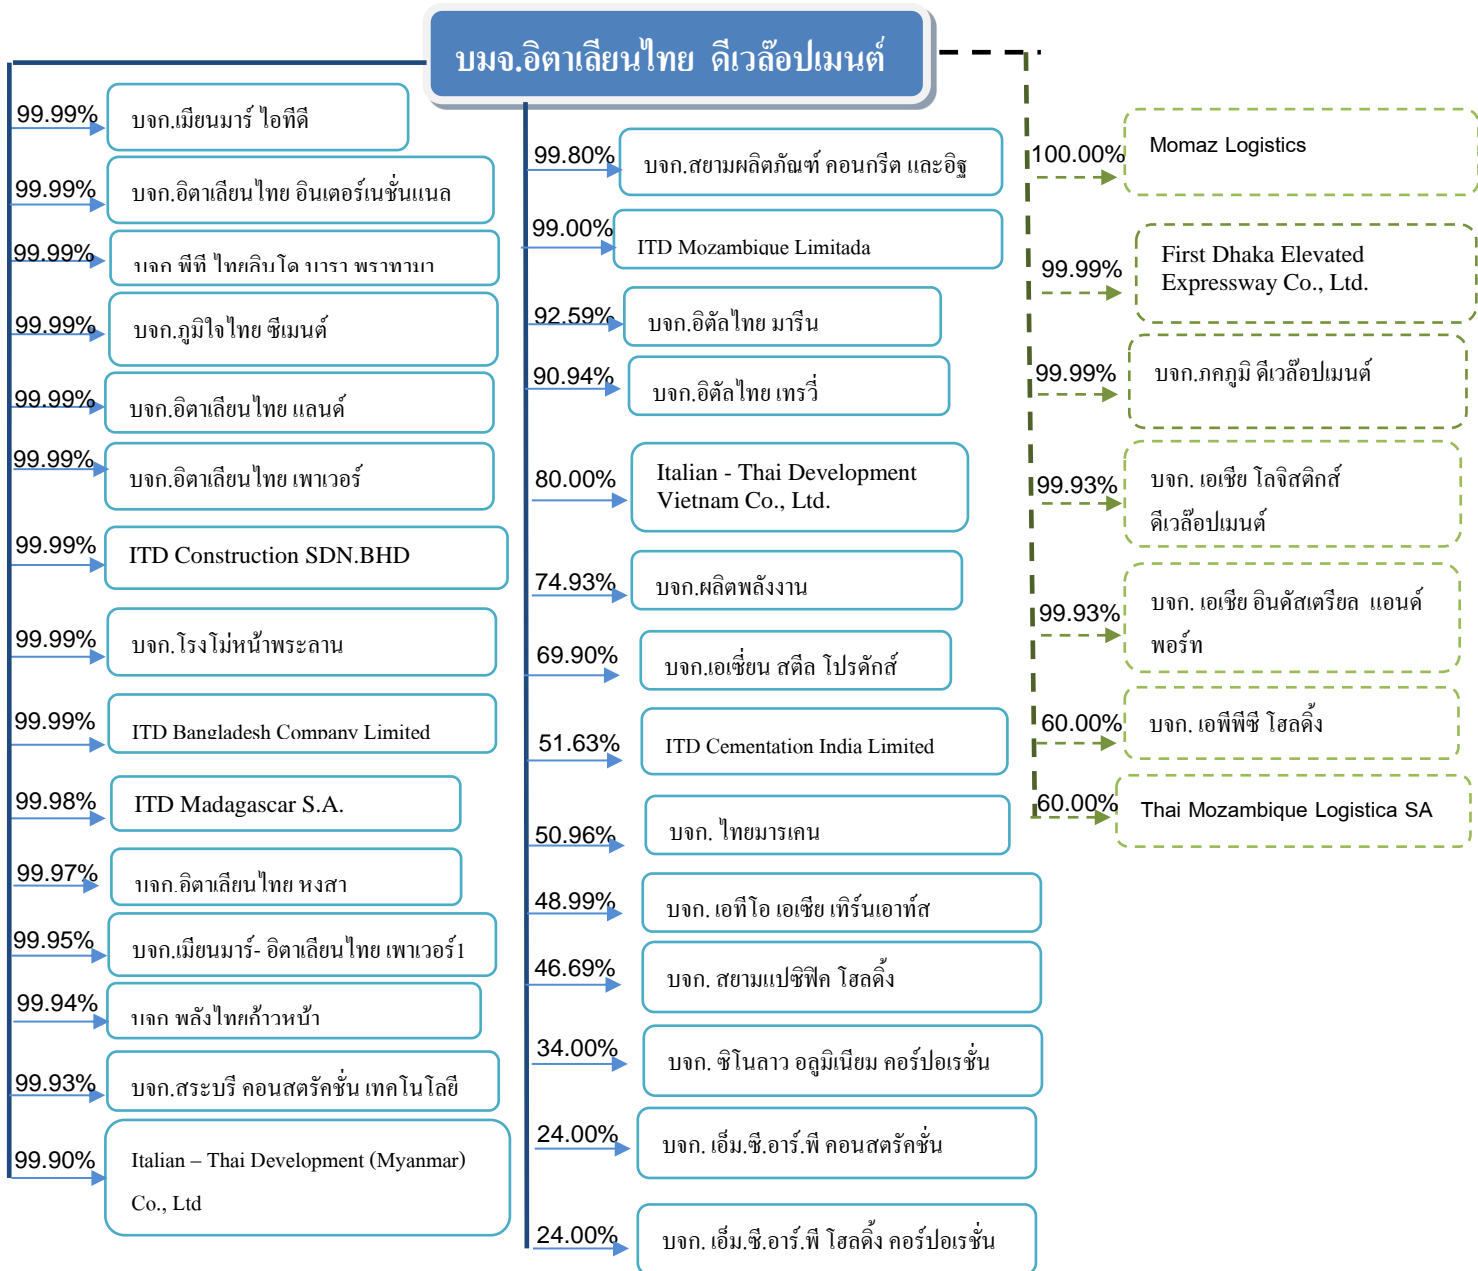 บมจ.อิตาเลียนไทย ดีเวล๊อปเมนต์
99.99%
บจก.เมียนมาร์ ไอทีดี
99.99%
บจก.อิตาเลียนไทย อินเตอร์เนชั่นแนล
99.99%
บจก พีที ไทยอินโด บารา พราทามา
99.99%
บจก.ภูมิใจไทย ซีเมนต์
99.99%
บจก.อิตาเลียนไทย แลนด์
99.99%
บจก.อิตาเลียนไทย เพาเวอร์
99.99%
ITD Construction SDN.BHD
99.99%
บจก.โรงโม่หน้าพระลาน
99.99%
ITD Bangladesh Company Limited
99.98%
ITD Madagascar S.A.
99.97%
บจก.อิตาเลียนไทย หงสา
99.95%
บจก.เมียนมาร์- อิตาเลียนไทย เพาเวอร์1
99.94%
บจก พลังไทยก้าวหน้า
99.93%
บจก.สระบุรี คอนสตรัคชั่น เทคโนโลยี
99.90%
Italian – Thai Development (Myanmar)
Co., Ltd
99.80%
บจก.สยามผลิตภัณฑ์ คอนกรีต และอิฐ
99.00%
ITD Mozambique Limitada
92.59%
บจก.อิตัลไทย มารีน
90.94%
บจก.อิตัลไทย เทรวี่
80.00%
Italian - Thai Development
Vietnam Co., Ltd.
74.93%
บจก.ผลิตพลังงาน
69.90%
บจก.เอเซี่ยน สตีล โปรดักส์
51.63%
ITD Cementation India Limited
50.96%
บจก. ไทยมารเคน
48.99%
บจก. เอทีโอ เอเซีย เทิร์นเอาท์ส
46.69%
บจก. สยามแปซิฟิค โฮลดิ้ง
34.00%
บจก. ซิโนลาว อลูมิเนียม คอร์ปอเรชั่น
24.00%
บจก. เอ็ม.ซี.อาร์.พี คอนสตรัคชั่น
24.00%
บจก. เอ็ม.ซี.อาร์.พี โฮลดิ้ง คอร์ปอเรชั่น
100.00%
Momaz Logistics
99.99%
First Dhaka Elevated
Expressway Co., Ltd.
99.99%
บจก.ภคภูมิ ดีเวล๊อปเมนต์
99.93%
บจก. เอเชีย โลจิสติกส์
ดีเวล๊อปเมนต์
99.93%
บจก. เอเชีย อินดัสเตรียล แอนด์
พอร์ท
60.00%
บจก. เอพีพีซี โฮลดิ้ง
60.00%
Thai Mozambique Logistica SA